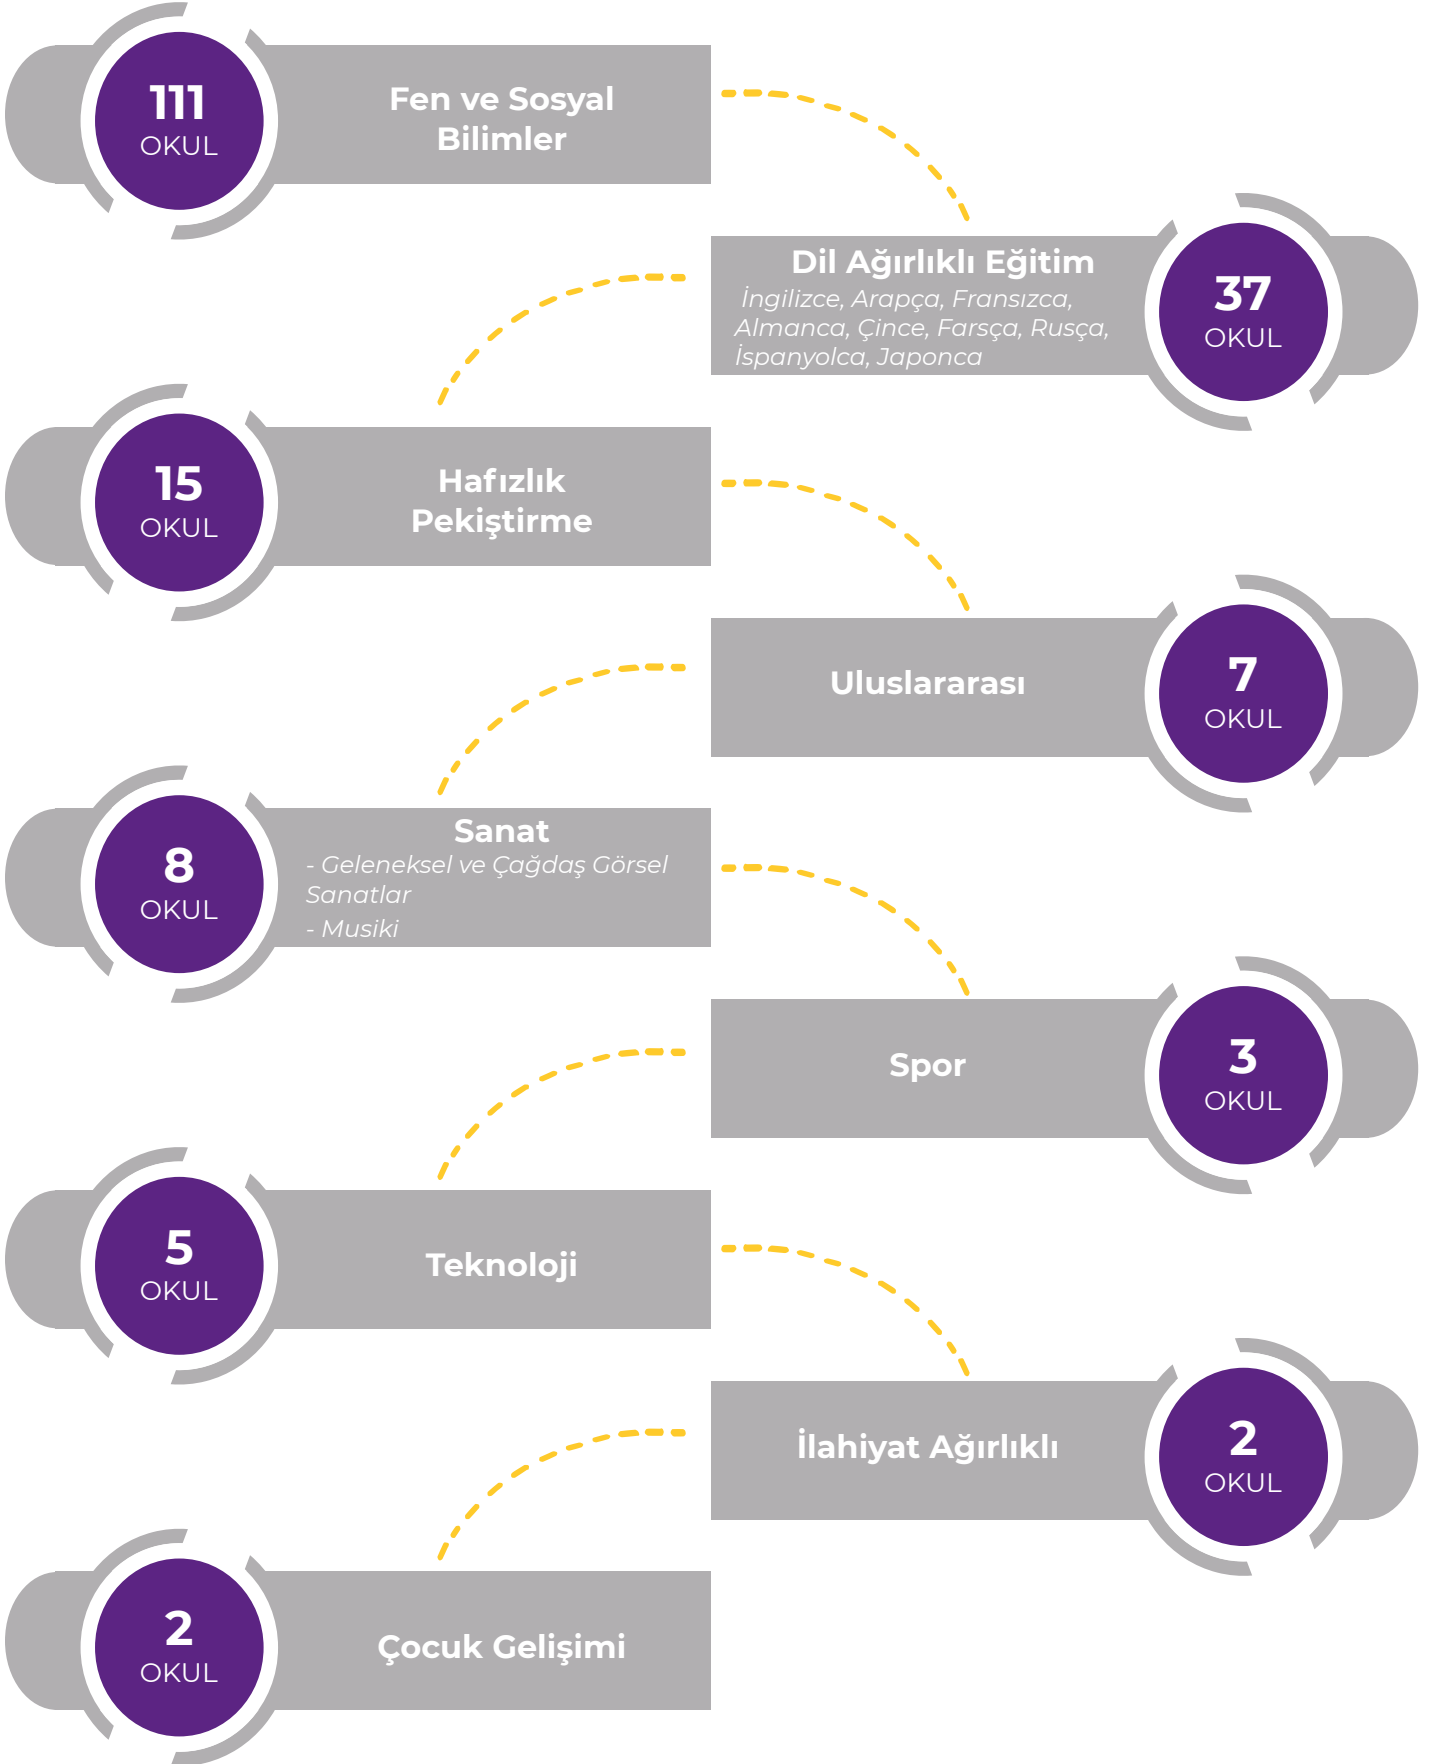 111
OKUL
Fen ve Sosyal
Bilimler
Dil Ağırlıklı Eğitim
İngilizce, Arapça, Fransızca,
Almanca, Çince, Farsça, Rusça,
İspanyolca, Japonca
37
OKUL
15
OKUL
Hafızlık
Pekiştirme
Uluslararası
7
OKUL
8
OKUL
Sanat
- Geleneksel ve Çağdaş Görsel
Sanatlar
- Musiki
Spor
3
OKUL
5
OKUL
Teknoloji
İlahiyat Ağırlıklı
2
OKUL
2
OKUL
Çocuk Gelişimi